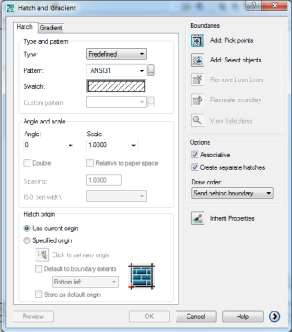 Hatch and Gradient
Hatch
Gradient
Type and pattern
Type:
Predefined
Pattern:
ANSI31
Swatch:
Custom pattern
Angle and scale
Angle:
Scale:
0
1.0000
Double
Relative to paper space
Spacing:
1.0000
ISO pen width:
Hatch origin
Use current origin
Specified origin
Click to set new origin
Default to boundary extents
Bottom left
Store as default origin
Boundaries
Add: Pick points
Add: Select objects
Remove boundaries
Recreate boundary
View Selections
Options
Associative
Create separate hatches
Draw order:
Send behind boundary
Inherit Properties
Preview
OK
Cancel
Help